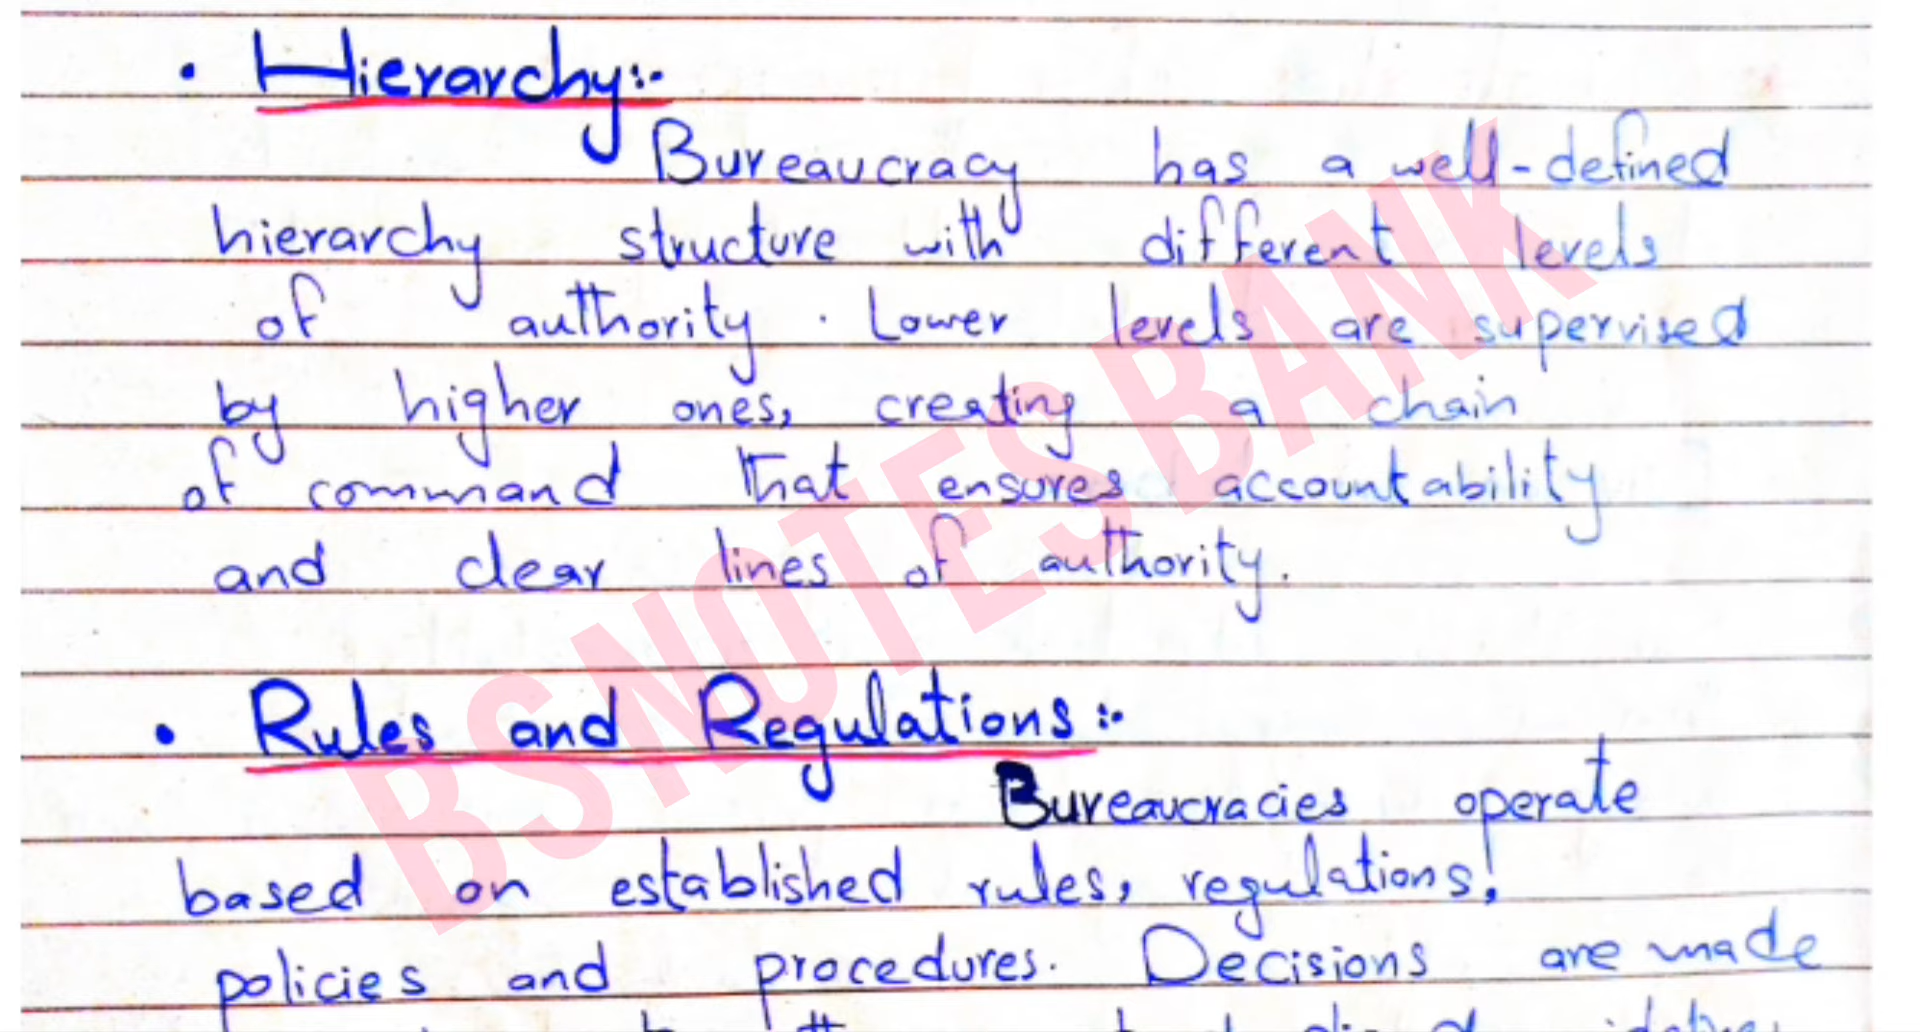 • Hierarchy:-
Bureaucracy has a well-defined
hierarchy structure with different levels
of authority. Lower levels are supervised
by higher ones, creating a chain
of command that ensures accountability
and clear lines of authority.
• Rules and Regulations:-
Bureaucracies operate
based on established rules, regulations,
policies and procedures. Decisions are made
BSNOTES BANK